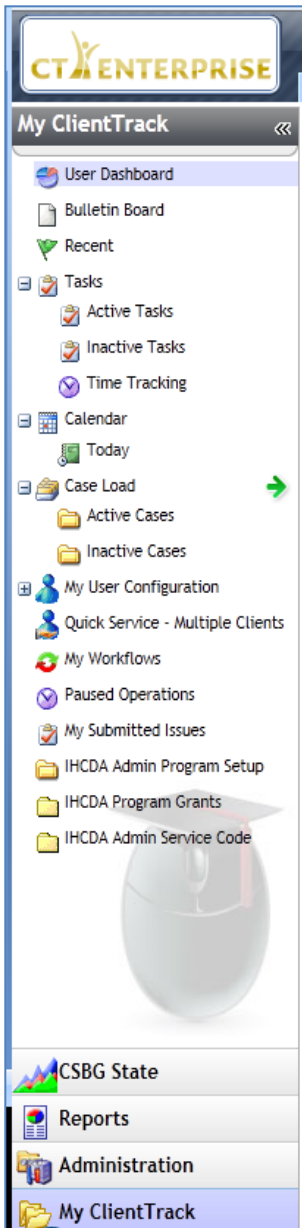 CT ENTERPRISE
My ClientTrack
User Dashboard
Bulletin Board
Recent
Tasks
Active Tasks
Inactive Tasks
Time Tracking
Calendar
Today
Case Load
Active Cases
Inactive Cases
My User Configuration
Quick Service - Multiple Clients
My Workflows
Paused Operations
My Submitted Issues
IHCDA Admin Program Setup
IHCDA Program Grants
IHCDA Admin Service Code
CSBG State
Reports
Administration
My ClientTrack